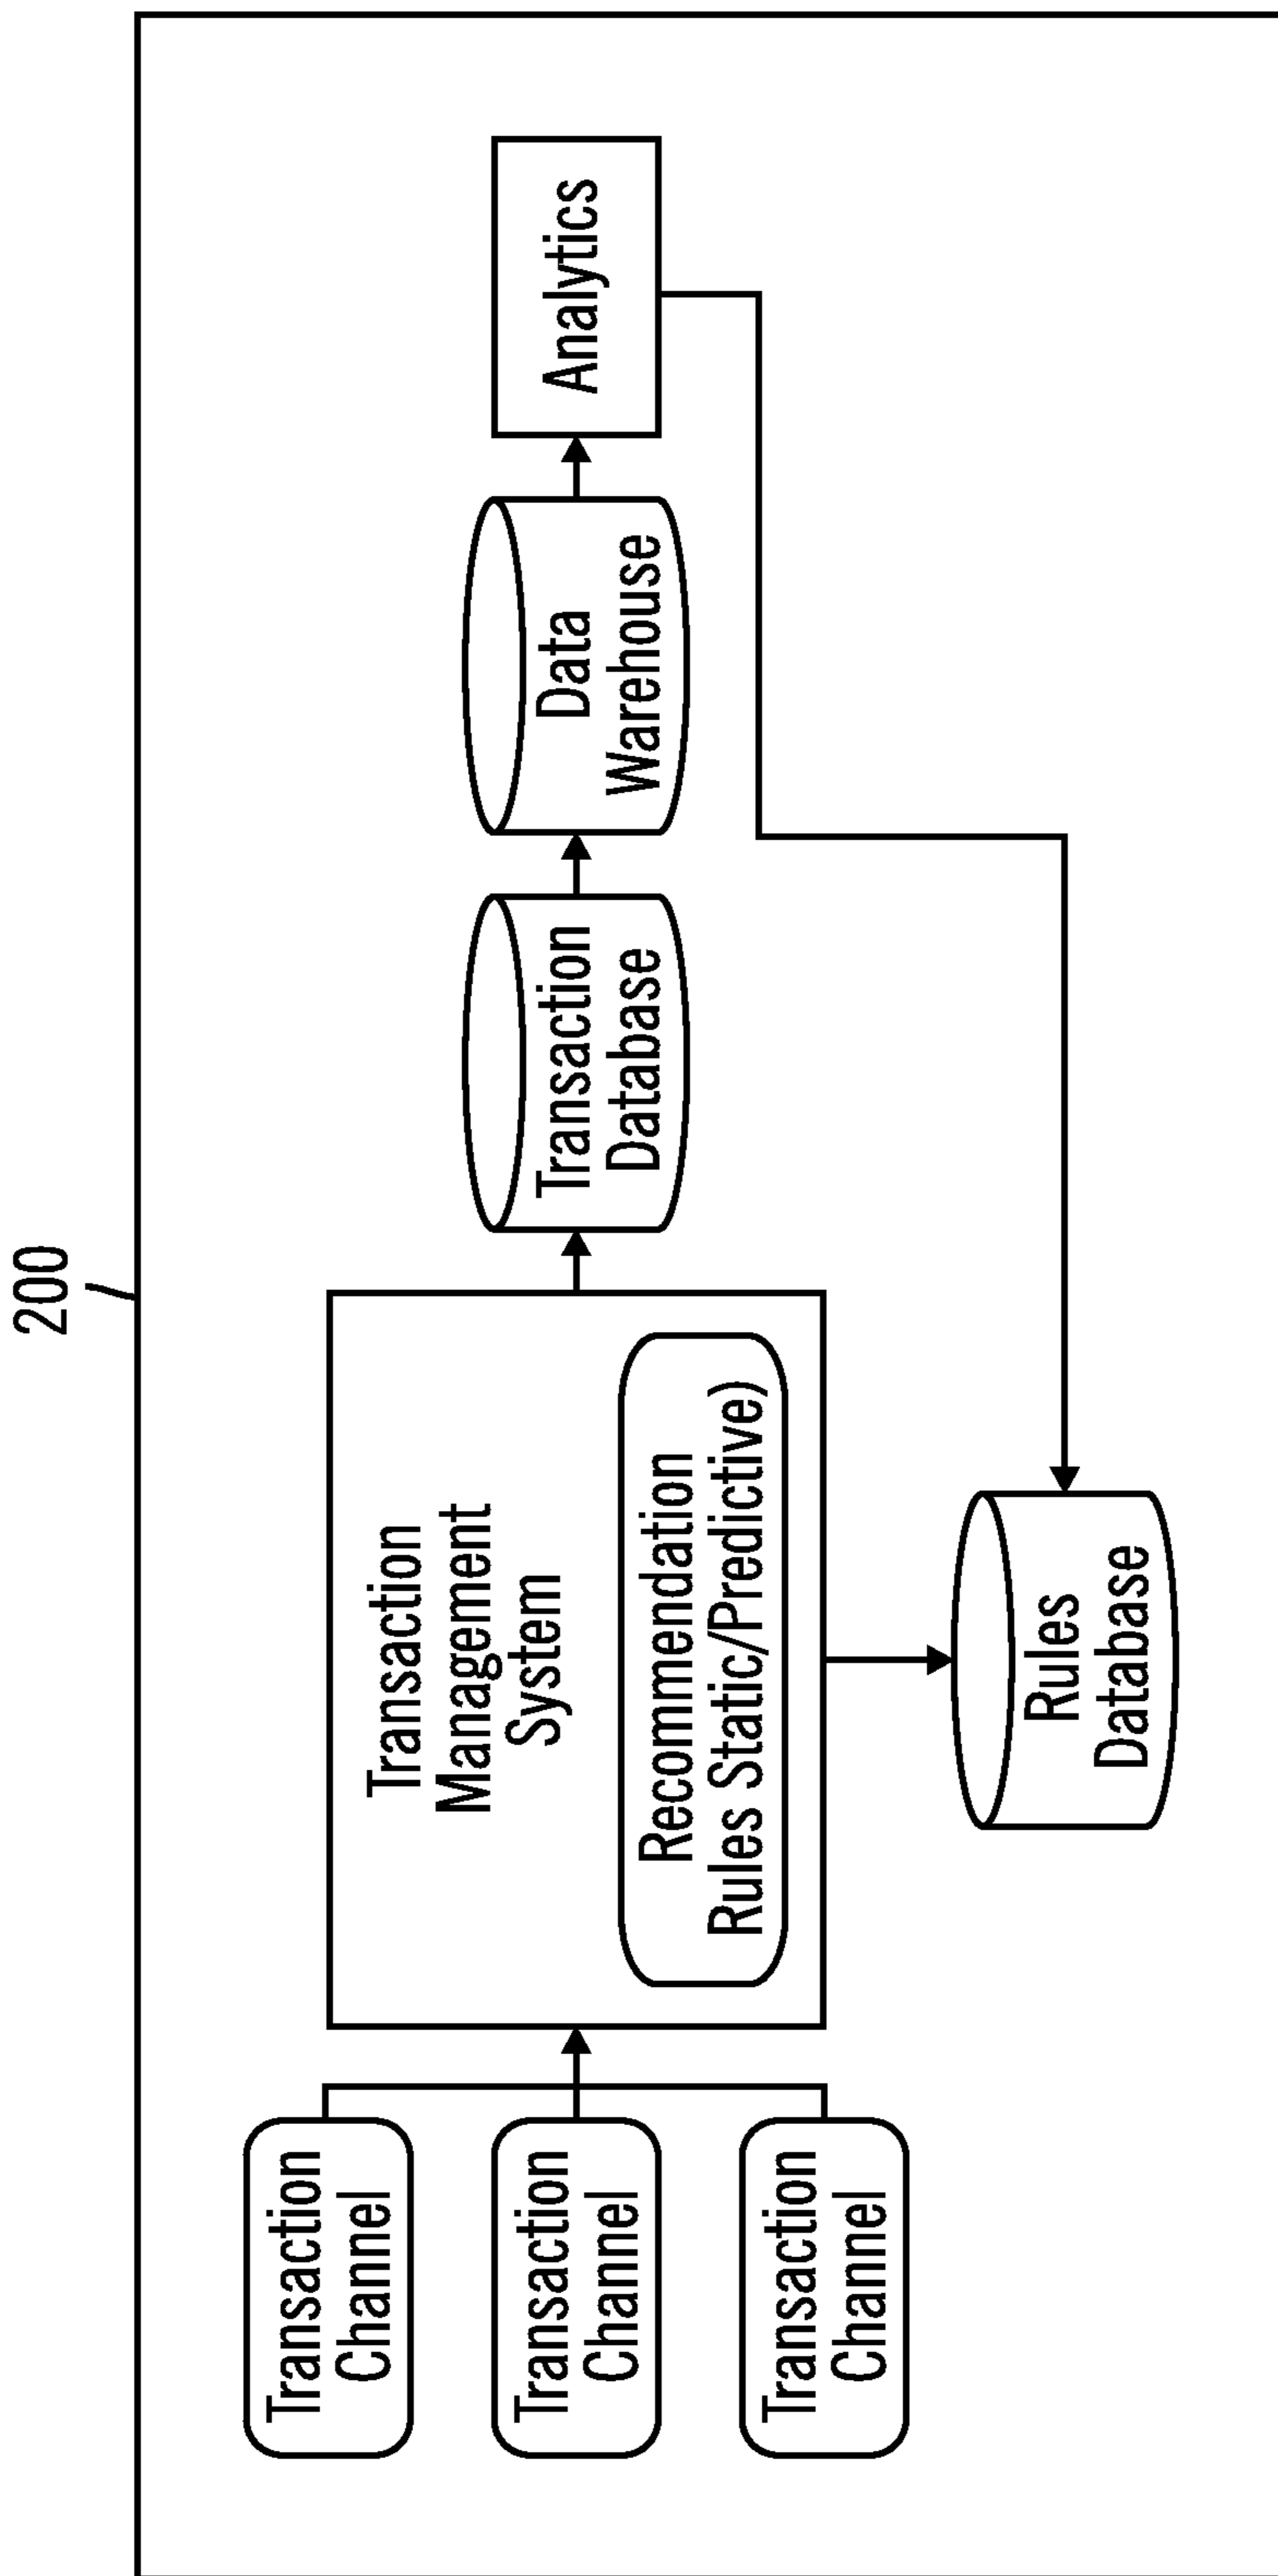 200
Transaction
Channel
Transaction
Channel
Transaction
Channel
Transaction
Management
System
Recommendation
Rules Static/Predictive)
Transaction
Database
Data
Warehouse
Analytics
Rules
Database